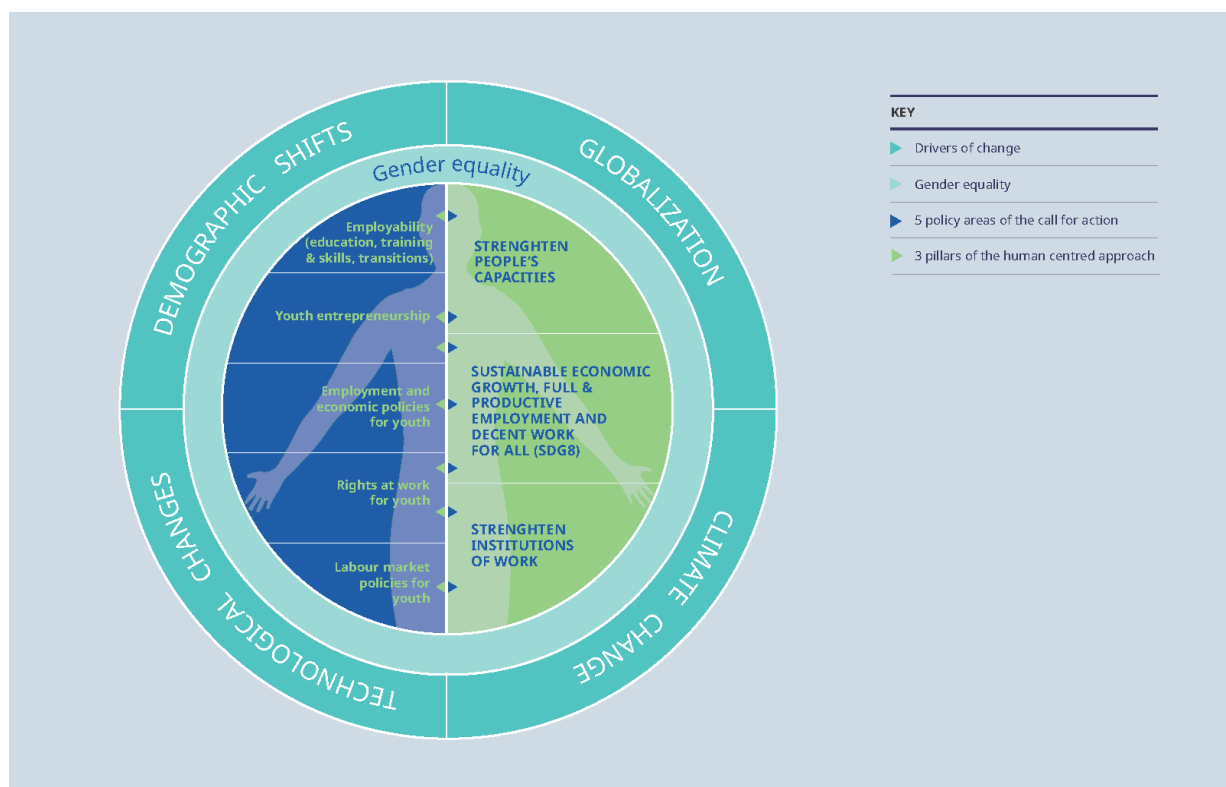 DEMOGRAPHIC SHIFTS
GLOBALIZATION
CLIMATE CHANGE
TECHNOLOGICAL CHANGES
Gender equality
Employability
(education, training
& skills, transitions)
Youth entrepreneurship
Employment and
economic policies
for youth
Rights at work
for youth
Labour market
policies for
youth
STRENGHTEN
PEOPLE'S
CAPACITIES
SUSTAINABLE ECONOMIC
GROWTH, FULL &
PRODUCTIVE
EMPLOYMENT AND
DECENT WORK
FOR ALL (SDG8)
STRENGHTEN
INSTITUTIONS
OF WORK
KEY
Drivers of change
Gender equality
5 policy areas of the call for action
3 pillars of the human centred approach